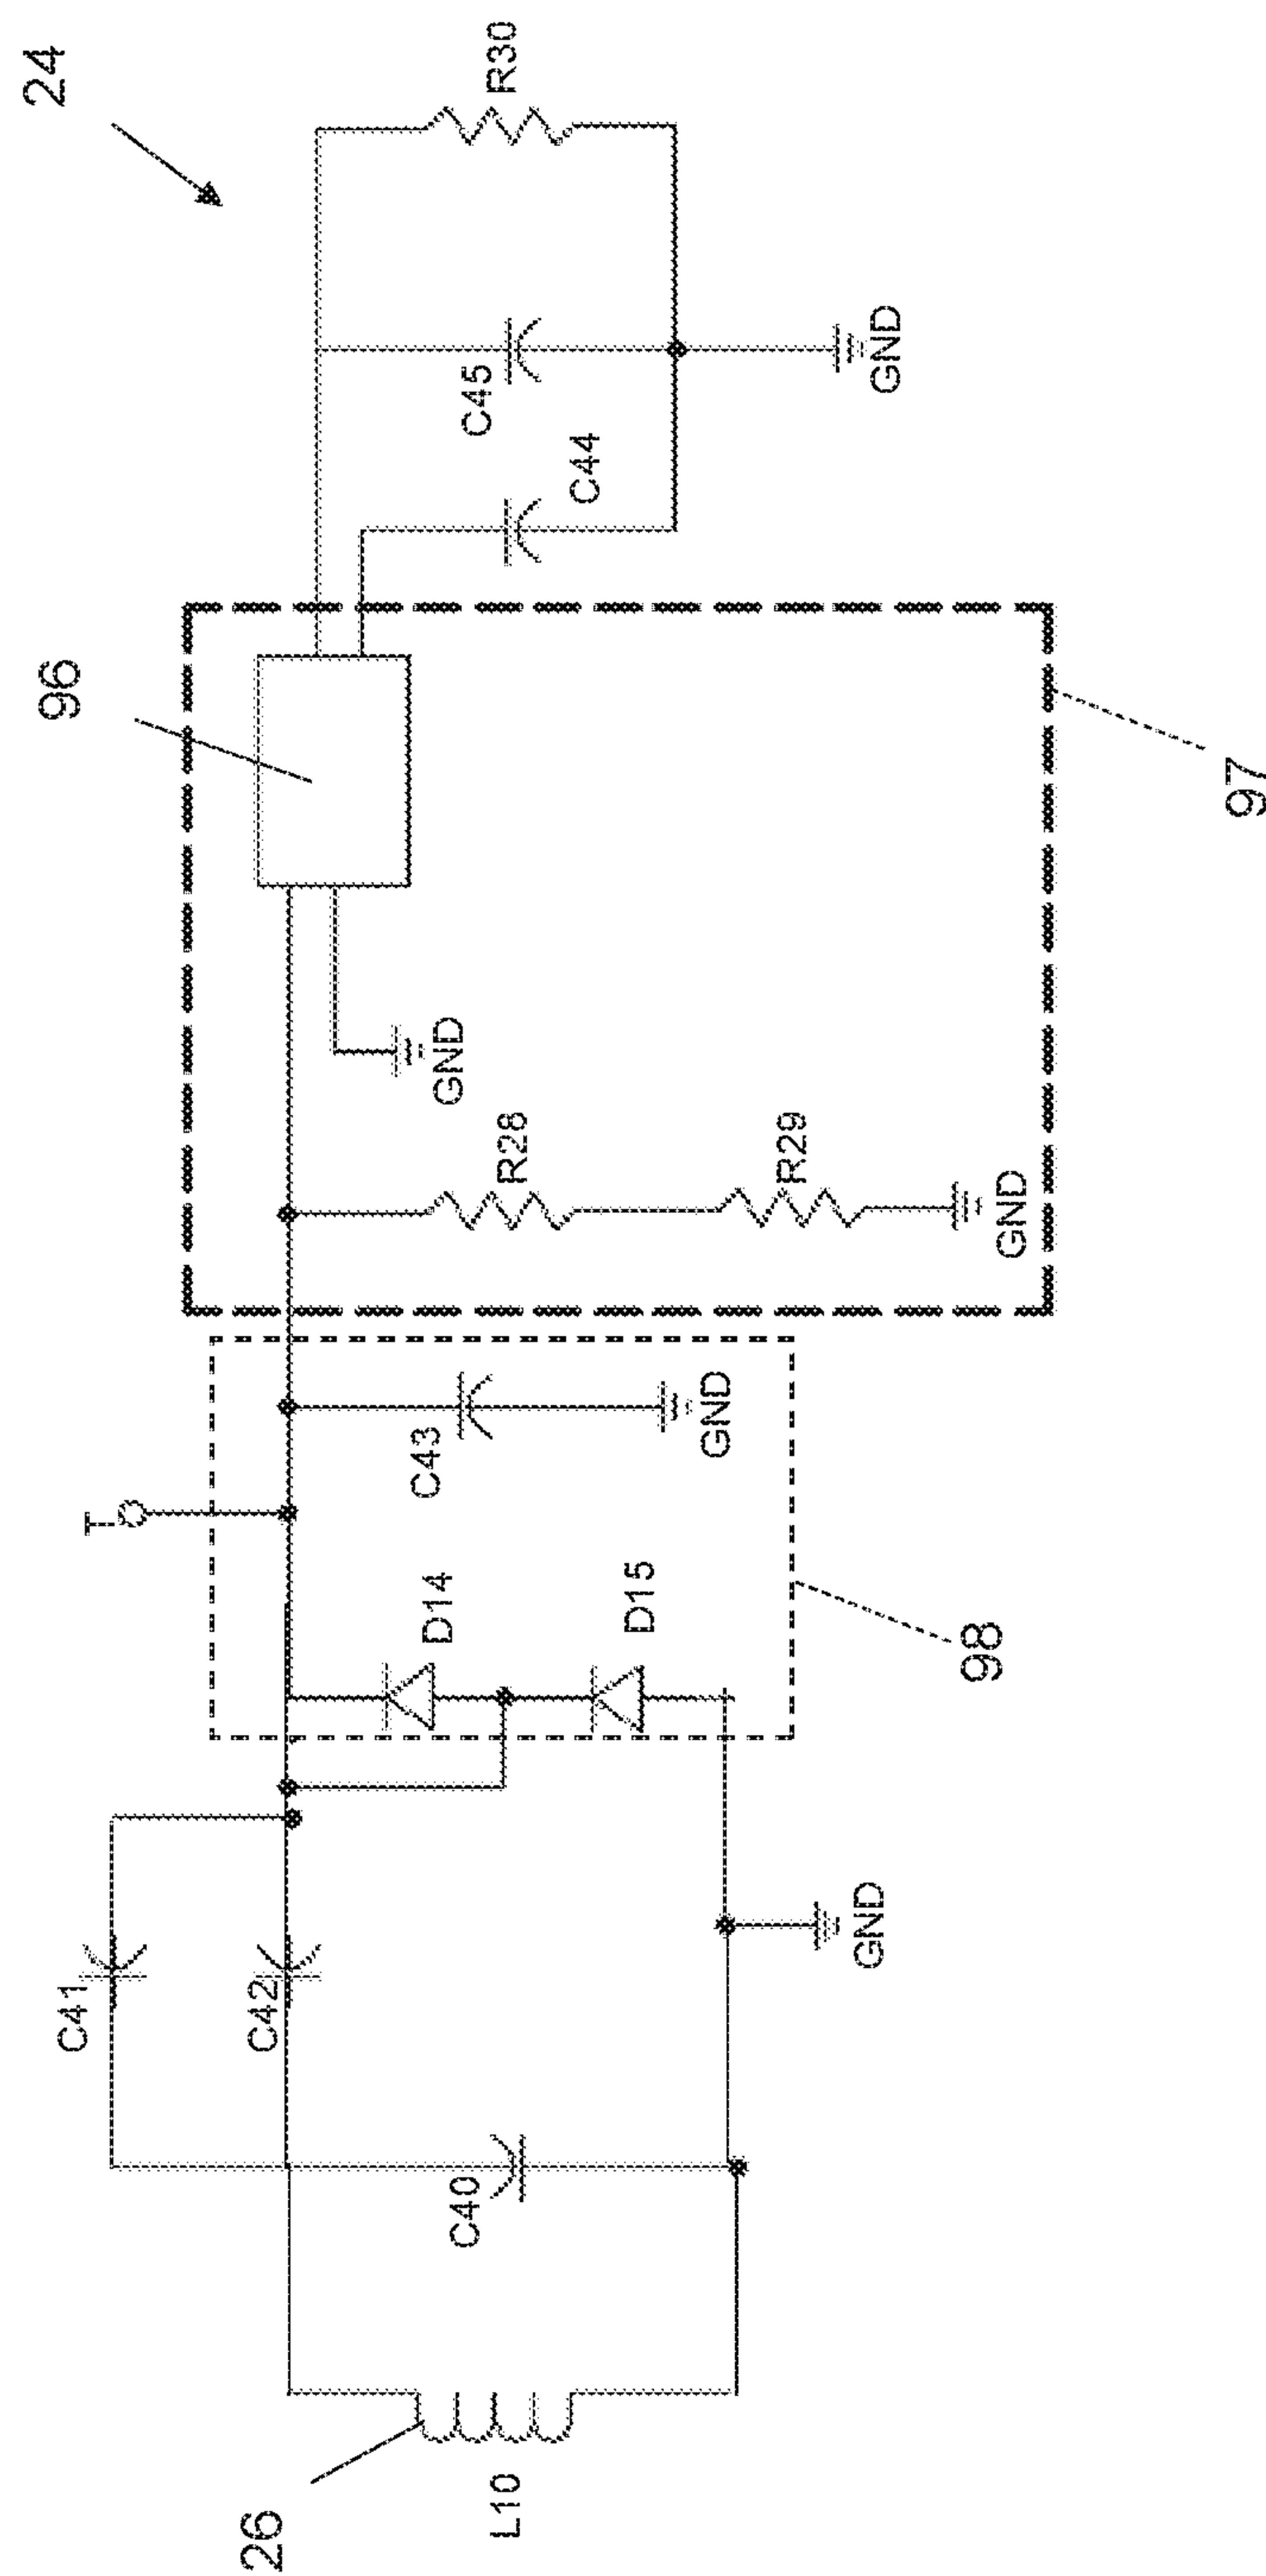 24
R30
C45
C44
GND
96
97
GND
R28
R29
GND
T
C43
GND
D14
D15
98
C41
C42
GND
C40
26
L10